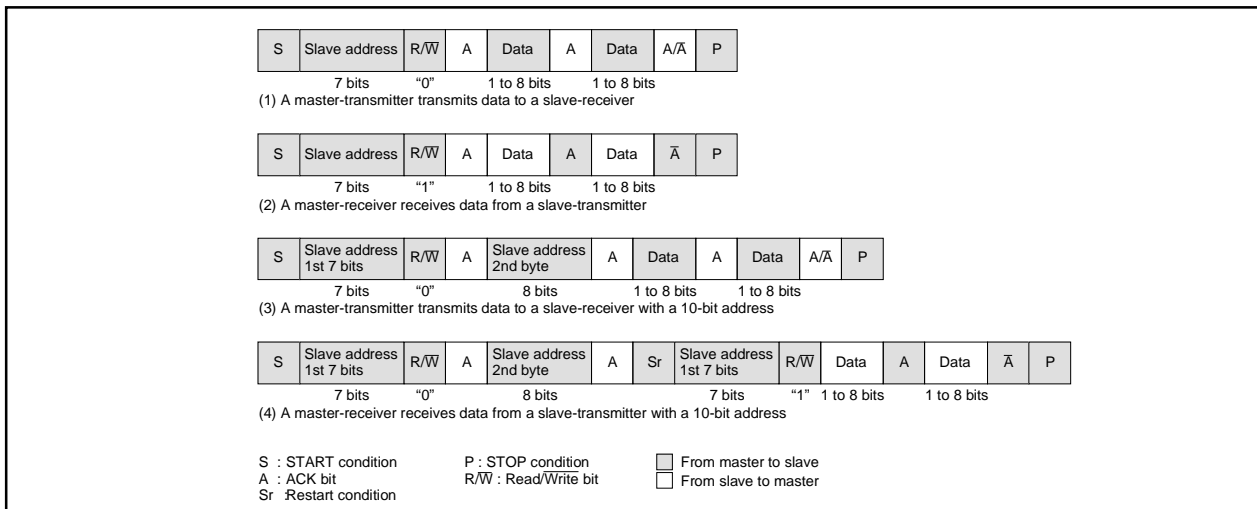 S Slave address R/W̅ A Data A Data A/A̅ P
7 bits “0” 1 to 8 bits 1 to 8 bits
(1) A master-transmitter transmits data to a slave-receiver
S Slave address R/W̅ A Data A Data A̅ P
7 bits “1” 1 to 8 bits 1 to 8 bits
(2) A master-receiver receives data from a slave-transmitter
S Slave address 1st 7 bits R/W̅ A Slave address 2nd byte A Data A Data A/A̅ P
7 bits “0” 8 bits 1 to 8 bits 1 to 8 bits
(3) A master-transmitter transmits data to a slave-receiver with a 10-bit address
S Slave address 1st 7 bits R/W̅ A Slave address 2nd byte A Sr Slave address 1st 7 bits R/W̅ Data A Data A̅ P
7 bits “0” 8 bits 7 bits “1” 1 to 8 bits 1 to 8 bits
(4) A master-receiver receives data from a slave-transmitter with a 10-bit address
S : START condition P : STOP condition From master to slave
A : ACK bit R/W̅ : Read/W̅r̅i̅t̅e̅ bit From slave to master
Sr :Restart condition